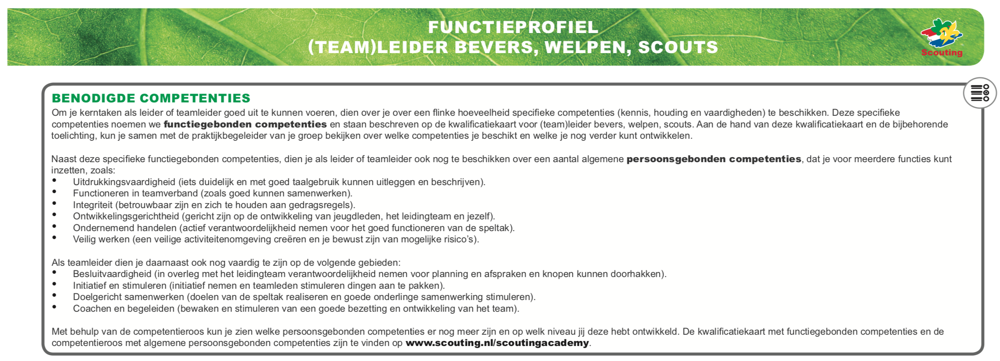 FUNCTIEPROFIEL
(TEAM)LEIDER BEVERS, WELPEN, SCOUTS
Scouting
BENODIGDE COMPETENTIES
Om je kerntaken als leider of teamleider goed uit te kunnen voeren, dien over je over een flinke hoeveelheid specifieke competenties (kennis, houding en vaardigheden) te beschikken. Deze specifieke
competenties noemen we functiegebonden competenties en staan beschreven op de kwalificatiekaart voor (team)leider bevers, welpen, scouts. Aan de hand van deze kwalificatiekaart en de bijbehorende
toelichting, kun je samen met de praktijkbegeleider van je groep bekijken over welke competenties je beschikt en welke je nog verder kunt ontwikkelen.
Naast deze specifieke functiegebonden competenties, dien je als leider of teamleider ook nog te beschikken over een aantal algemene persoonsgebonden competenties, dat je voor meerdere functies kunt
inzetten, zoals:
• Uitdrukkingsvaardigheid (iets duidelijk en met goed taalgebruik kunnen uitleggen en beschrijven).
• Functioneren in teamverband (zoals goed kunnen samenwerken).
• Integriteit (betrouwbaar zijn en zich te houden aan gedragsregels).
• Ontwikkelingsgerichtheid (gericht zijn op de ontwikkeling van jeugdleden, het leidingteam en jezelf).
• Ondernemend handelen (actief verantwoordelijkheid nemen voor het goed functioneren van de speltak).
• Veilig werken (een veilige activiteitenomgeving creëren en je bewust zijn van mogelijke risico’s).
Als teamleider dien je daarnaast ook nog vaardig te zijn op de volgende gebieden:
• Besluitvaardigheid (in overleg met het leidingteam verantwoordelijkheid nemen voor planning en afspraken en knopen kunnen doorhakken).
• Initiatief en stimuleren (initiatief nemen en teamleden stimuleren dingen aan te pakken).
• Doelgericht samenwerken (doelen van de speltak realiseren en goede onderlinge samenwerking stimuleren).
• Coachen en begeleiden (bewaken en stimuleren van een goede bezetting en ontwikkeling van het team).
Met behulp van de competentieroos kun je zien welke persoonsgebonden competenties er nog meer zijn en op welk niveau jij deze hebt ontwikkeld. De kwalificatiekaart met functiegebonden competenties en de
competentieroos met algemene persoonsgebonden competenties zijn te vinden op www.scouting.nl/scoutingacademy.